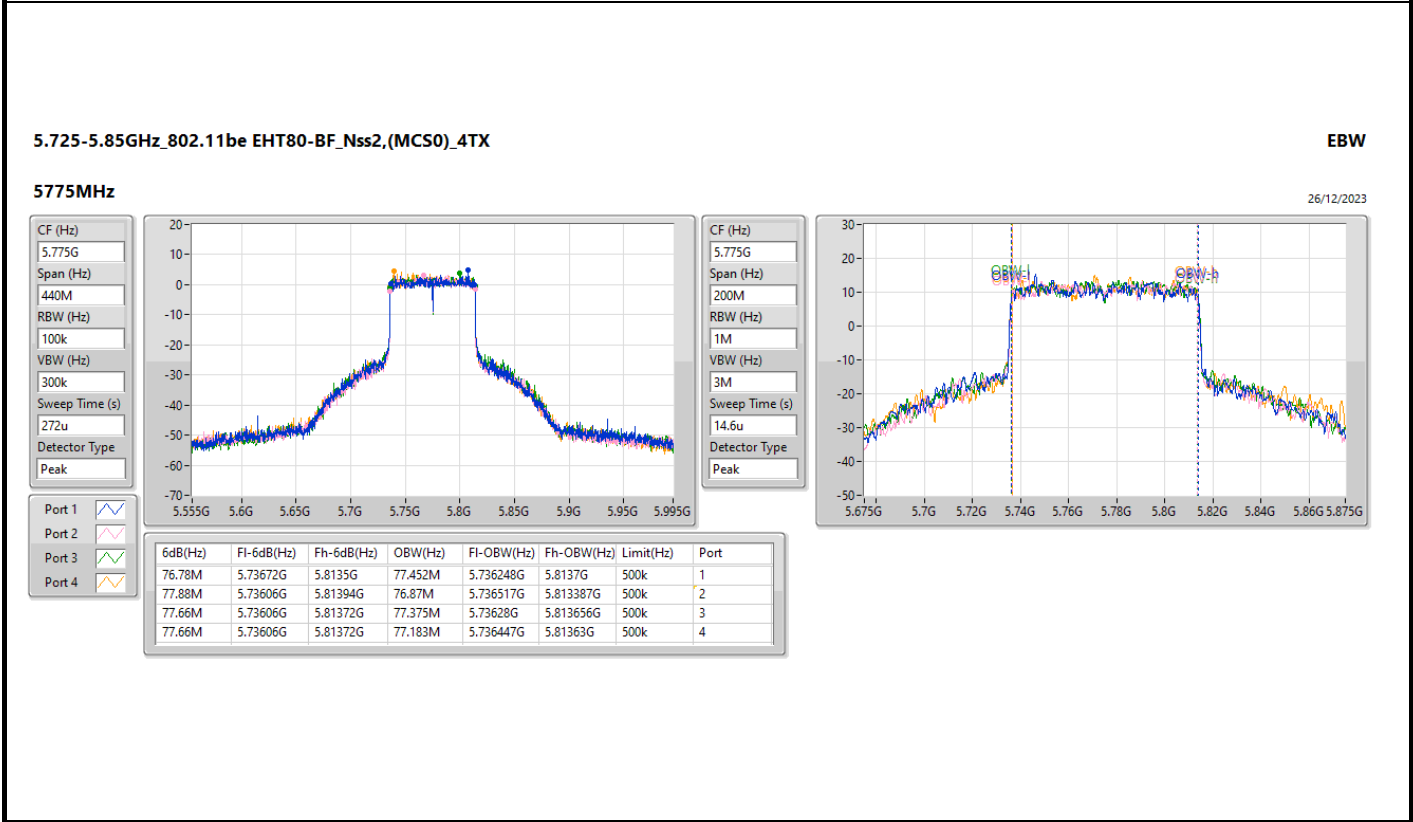 5.725-5.85GHz_802.11be EHT80-BF_Nss2,(MCS0)_4TX EBW
5775MHz
26/12/2023
CF (Hz)
5.775G
Span (Hz)
440M
RBW (Hz)
100k
VBW (Hz)
300k
Sweep Time (s)
272u
Detector Type
Peak
20
10
0
-10
-20
-30
-40
-50
-60
-70
5.555G 5.6G 5.65G 5.7G 5.75G 5.8G 5.85G 5.9G 5.95G 5.995G
CF (Hz)
5.775G
Span (Hz)
200M
RBW (Hz)
1M
VBW (Hz)
3M
Sweep Time (s)
14.6u
Detector Type
Peak
30
20
10
0
-10
-20
-30
-40
-50
OBW-l OBW-h
5.675G 5.7G 5.72G 5.74G 5.76G 5.78G 5.8G 5.82G 5.84G 5.86G 5.875G
Port 1
Port 2
Port 3
Port 4
6dB(Hz) Fl-6dB(Hz) Fh-6dB(Hz) OBW(Hz) Fl-OBW(Hz) Fh-OBW(Hz) Limit(Hz) Port
76.78M 5.73672G 5.8135G 77.452M 5.736248G 5.8137G 500k 1
77.88M 5.73606G 5.81394G 76.87M 5.736517G 5.813387G 500k 2
77.66M 5.73606G 5.81372G 77.375M 5.73628G 5.813656G 500k 3
77.66M 5.73606G 5.81372G 77.183M 5.736447G 5.81363G 500k 4